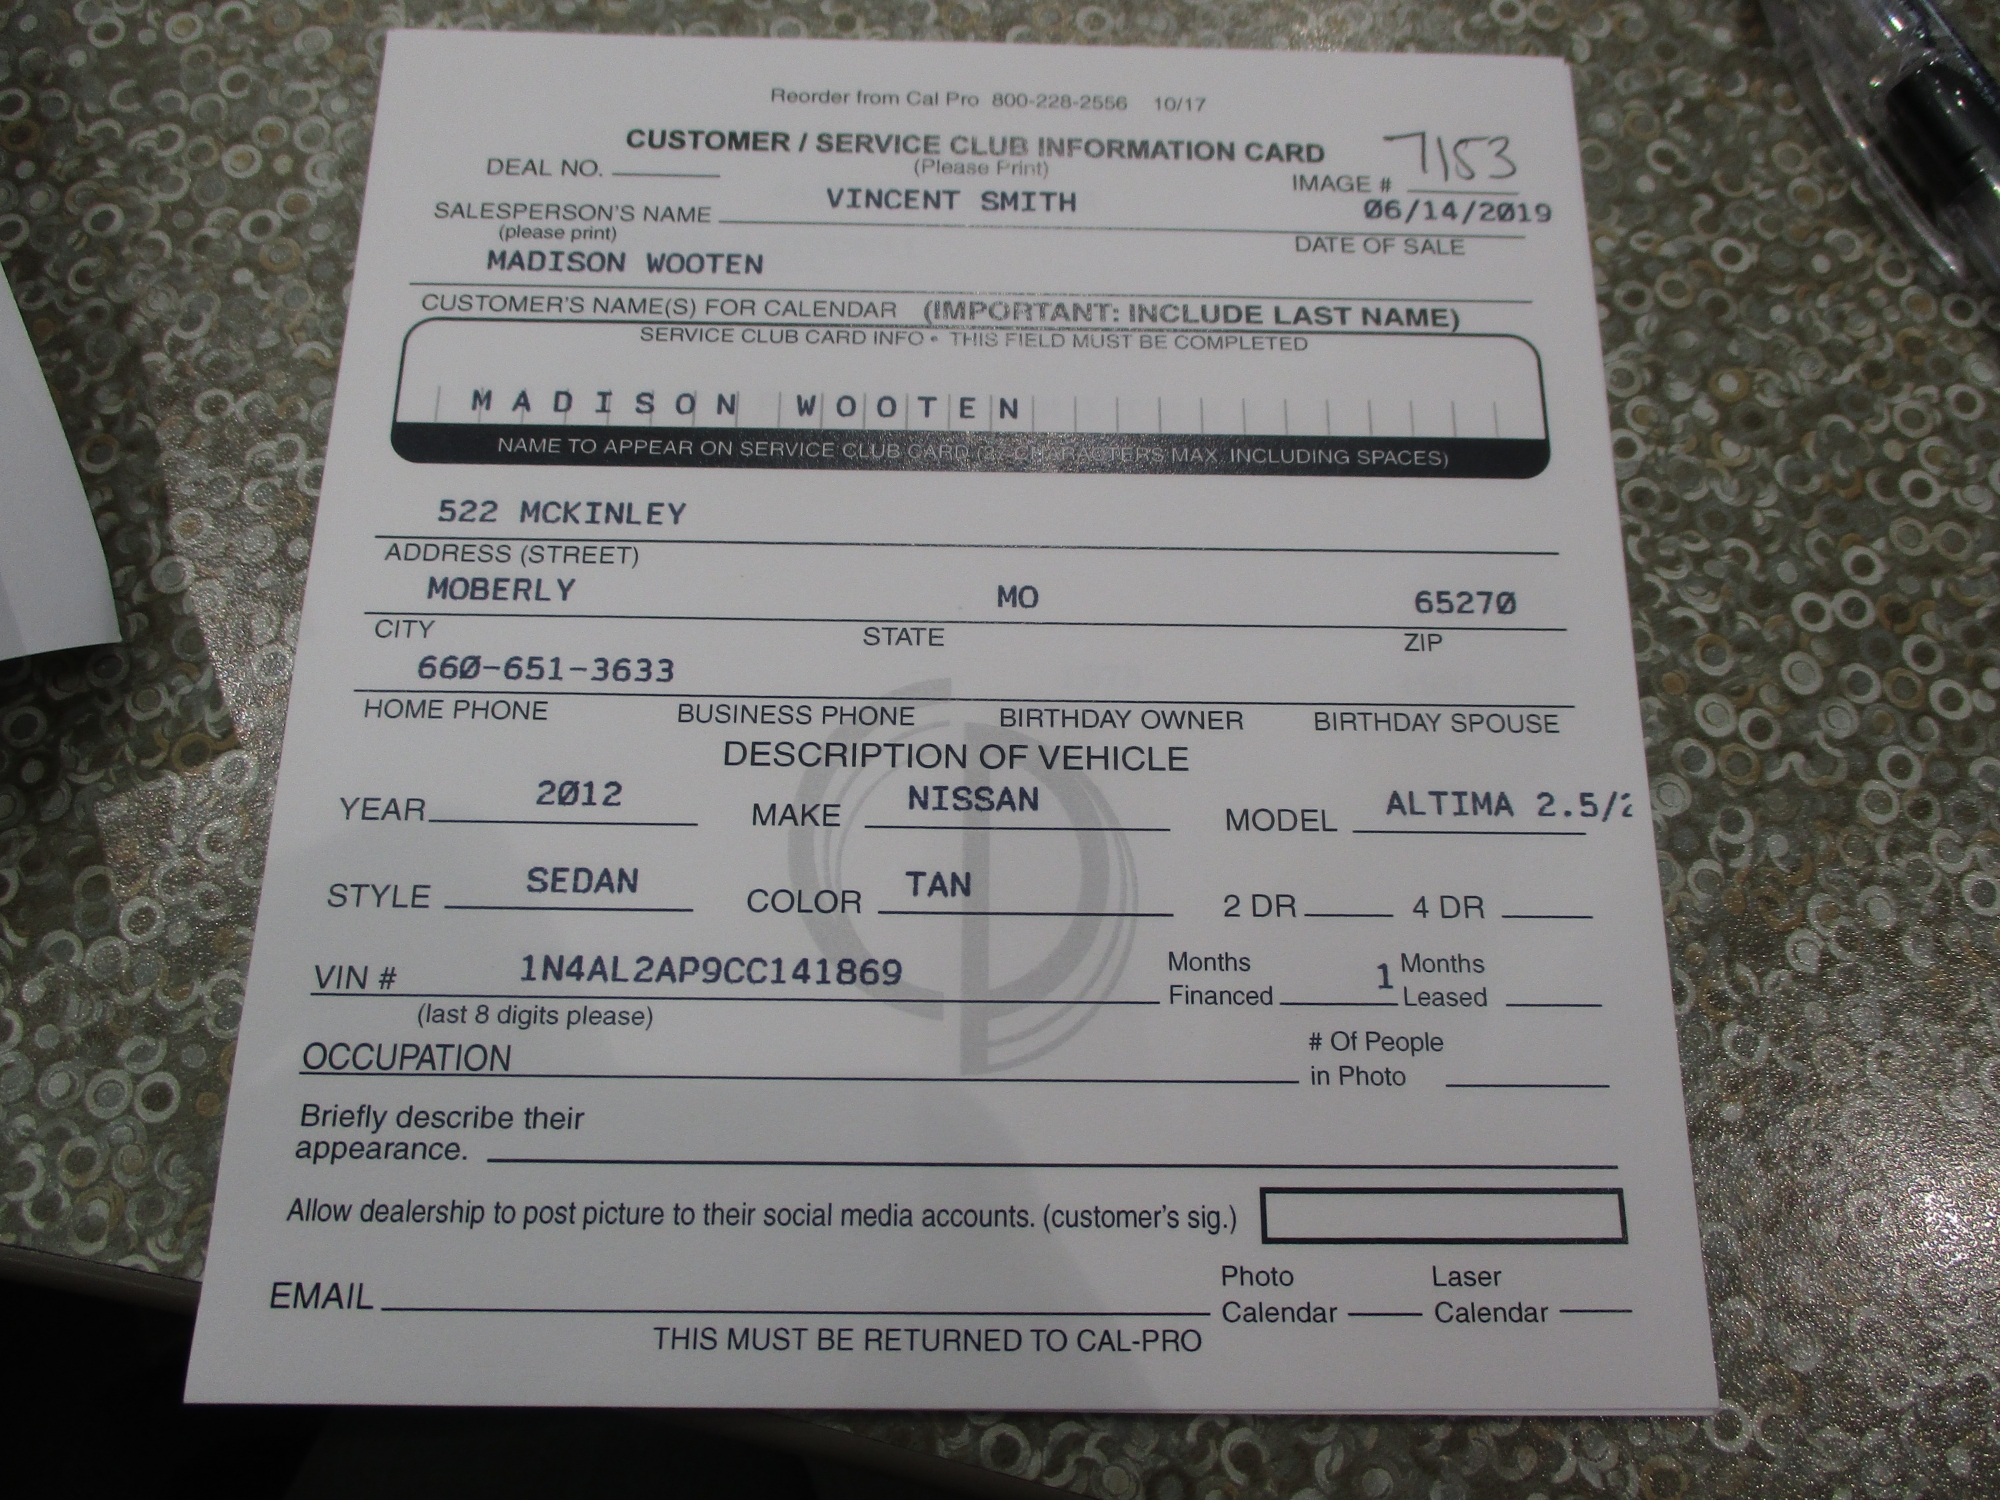 Reorder from Cal Pro 800-228-2556 10/17
CUSTOMER / SERVICE CLUB INFORMATION CARD
(Please Print)
7153
DEAL NO.
IMAGE #
VINCENT SMITH
06/14/2019
SALESPERSON'S NAME
(please print)
DATE OF SALE
MADISON WOOTEN
CUSTOMER'S NAME(S) FOR CALENDAR (IMPORTANT: INCLUDE LAST NAME)
SERVICE CLUB CARD INFO • THIS FIELD MUST BE COMPLETED
MADISON WOOTEN
NAME TO APPEAR ON SERVICE CLUB CARD (27 CHARACTERS MAX. INCLUDING SPACES)
522 MCKINLEY
ADDRESS (STREET)
MOBERLY MO 65270
CITY STATE ZIP
660-651-3633
HOME PHONE BUSINESS PHONE BIRTHDAY OWNER BIRTHDAY SPOUSE
DESCRIPTION OF VEHICLE
YEAR 2012 MAKE NISSAN MODEL ALTIMA 2.5/2
STYLE SEDAN COLOR TAN 2 DR 4 DR
VIN # 1N4AL2AP9CC141869 Months Financed 1 Months Leased
(last 8 digits please)
OCCUPATION # Of People in Photo
Briefly describe their
appearance.
Allow dealership to post picture to their social media accounts. (customer's sig.)
EMAIL Photo Calendar Laser Calendar
THIS MUST BE RETURNED TO CAL-PRO